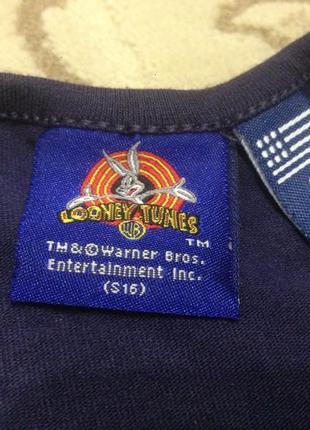 LOONEY TUNES
WB
TM
TM&©Warner Bros.
Entertainment Inc.
(S16)